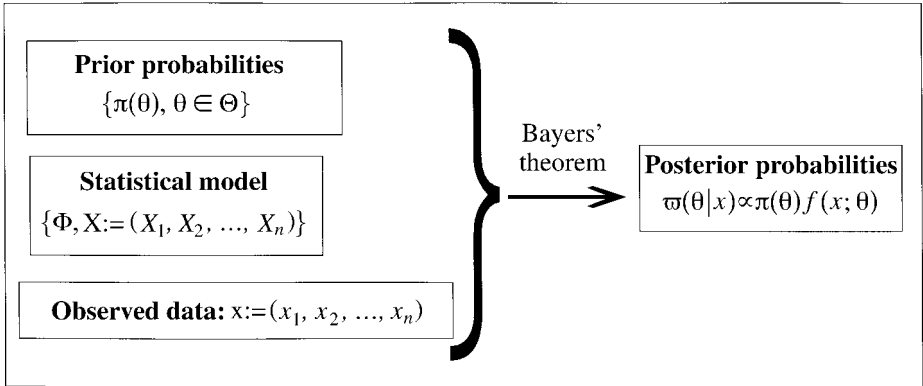 Prior probabilities
{π(θ), θ ∈ Θ}
Statistical model
{Φ, X:= (X₁, X₂, ..., Xₙ)}
Observed data: x:=(x₁, x₂, ..., xₙ)
Bayers’
theorem
Posterior probabilities
ϖ(θ|x)∝π(θ) f(x; θ)